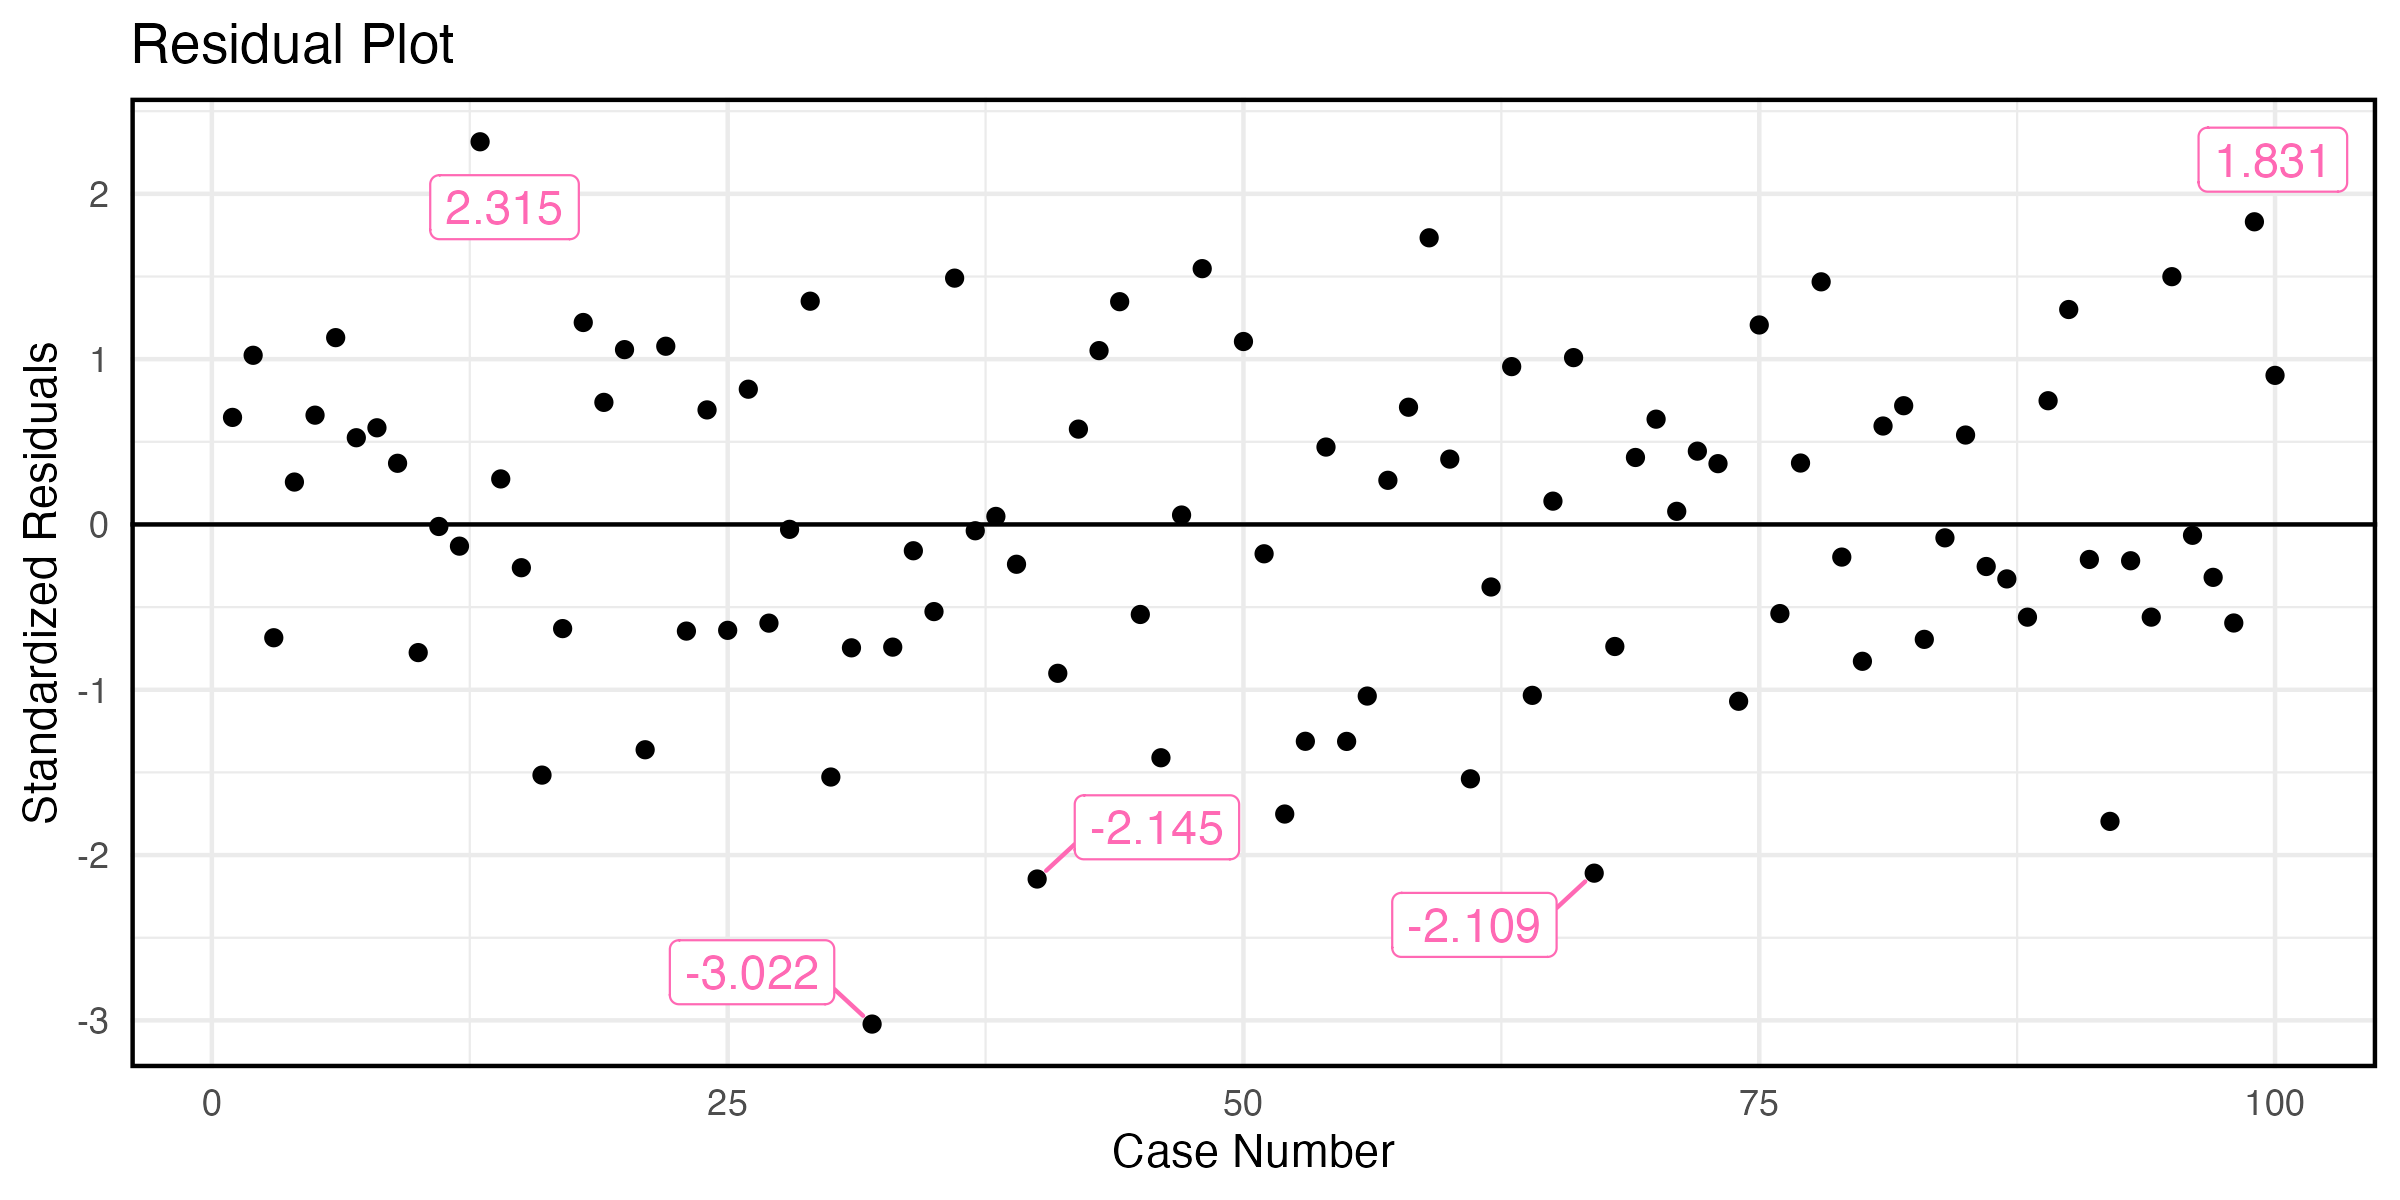 Residual Plot
Standardized Residuals
2
1
0
-1
-2
-3
2.315
1.831
-2.145
-2.109
-3.022
0 25 50 75 100
Case Number